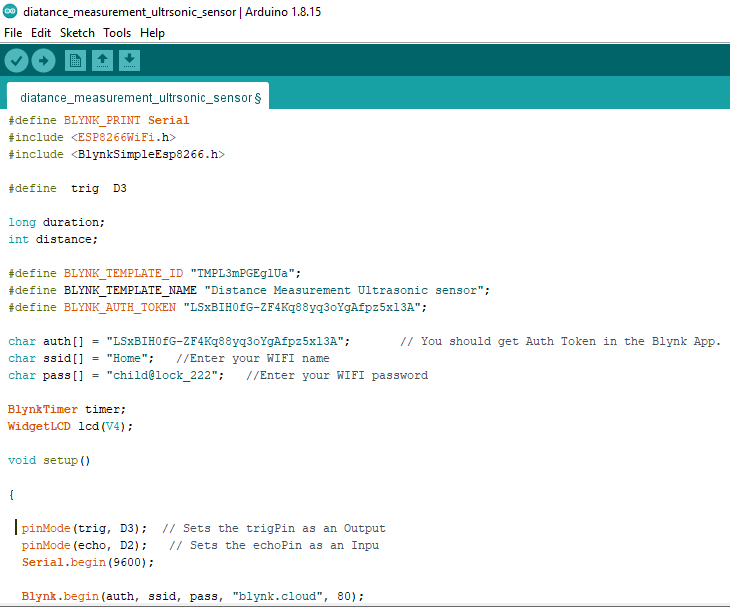 diatance_measurement_ultrsonic_sensor | Arduino 1.8.15
File Edit Sketch Tools Help
diatance_measurement_ultrsonic_sensor §
#define BLYNK_PRINT Serial
#include <ESP8266WiFi.h>
#include <BlynkSimpleEsp8266.h>
#define  trig  D3
long duration;
int distance;
#define BLYNK_TEMPLATE_ID "TMPL3mPGEglUa";
#define BLYNK_TEMPLATE_NAME "Distance Measurement Ultrasonic sensor";
#define BLYNK_AUTH_TOKEN "LSxBIH0fG-ZF4Kq88yq3oYgAfpz5xl3A";
char auth[] = "LSxBIH0fG-ZF4Kq88yq3oYgAfpz5xl3A";       // You should get Auth Token in the Blynk App.
char ssid[] = "Home";   //Enter your WIFI name
char pass[] = "child@lock_222";   //Enter your WIFI password
BlynkTimer timer;
WidgetLCD lcd(V4);
void setup()
{
pinMode(trig, D3);  // Sets the trigPin as an Output
pinMode(echo, D2);   // Sets the echoPin as an Inpu
Serial.begin(9600);
Blynk.begin(auth, ssid, pass, "blynk.cloud", 80);